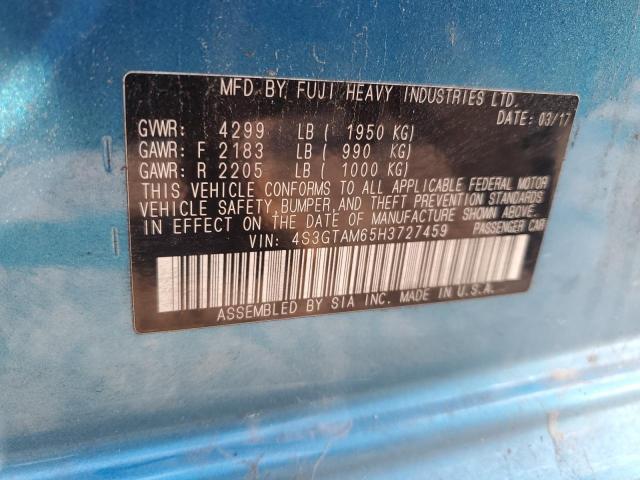 MFD. BY FUJI HEAVY INDUSTRIES LTD.
DATE: 03/17
GVWR: 4299 LB ( 1950 KG)
GAWR: F 2183 LB ( 990 KG)
GAWR: R 2205 LB ( 1000 KG)
THIS VEHICLE CONFORMS TO ALL APPLICABLE FEDERAL MOTOR
VEHICLE SAFETY, BUMPER, AND THEFT PREVENTION STANDARDS
IN EFFECT ON THE DATE OF MANUFACTURE SHOWN ABOVE.
VIN: 4S3GTAM65H3727459 PASSENGER CAR
ASSEMBLED BY SIA INC. MADE IN U.S.A.